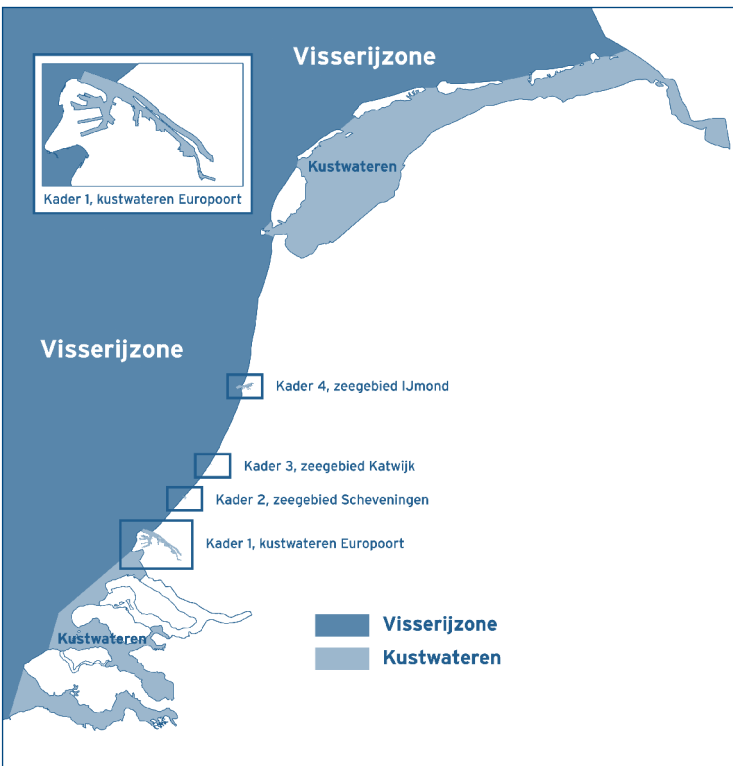 Visserijzone
Kader 1, kustwateren Europoort
Kustwateren
Visserijzone
Kader 4, zeegebied IJmond
Kader 3, zeegebied Katwijk
Kader 2, zeegebied Scheveningen
Kader 1, kustwateren Europoort
Kustwateren
Visserijzone
Kustwateren